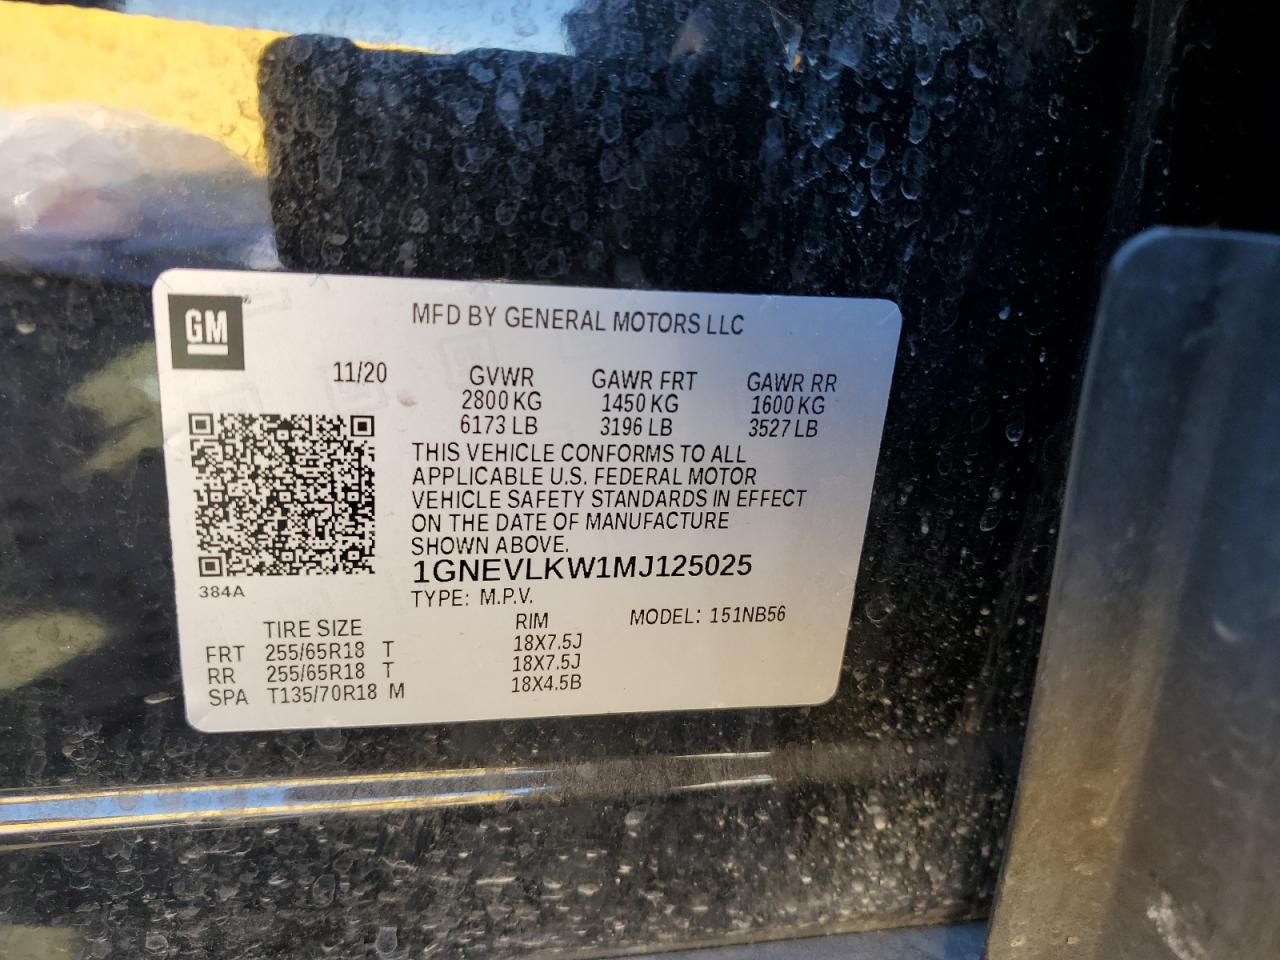 GM
MFD BY GENERAL MOTORS LLC
11/20 GVWR GAWR FRT GAWR RR
2800 KG 1450 KG 1600 KG
6173 LB 3196 LB 3527 LB
THIS VEHICLE CONFORMS TO ALL
APPLICABLE U.S. FEDERAL MOTOR
VEHICLE SAFETY STANDARDS IN EFFECT
ON THE DATE OF MANUFACTURE
SHOWN ABOVE.
1GNEVLKW1MJ125025
384A
TYPE: M.P.V.
TIRE SIZE RIM MODEL: 151NB56
FRT 255/65R18 T 18X7.5J
RR 255/65R18 T 18X7.5J
SPA T135/70R18 M 18X4.5B